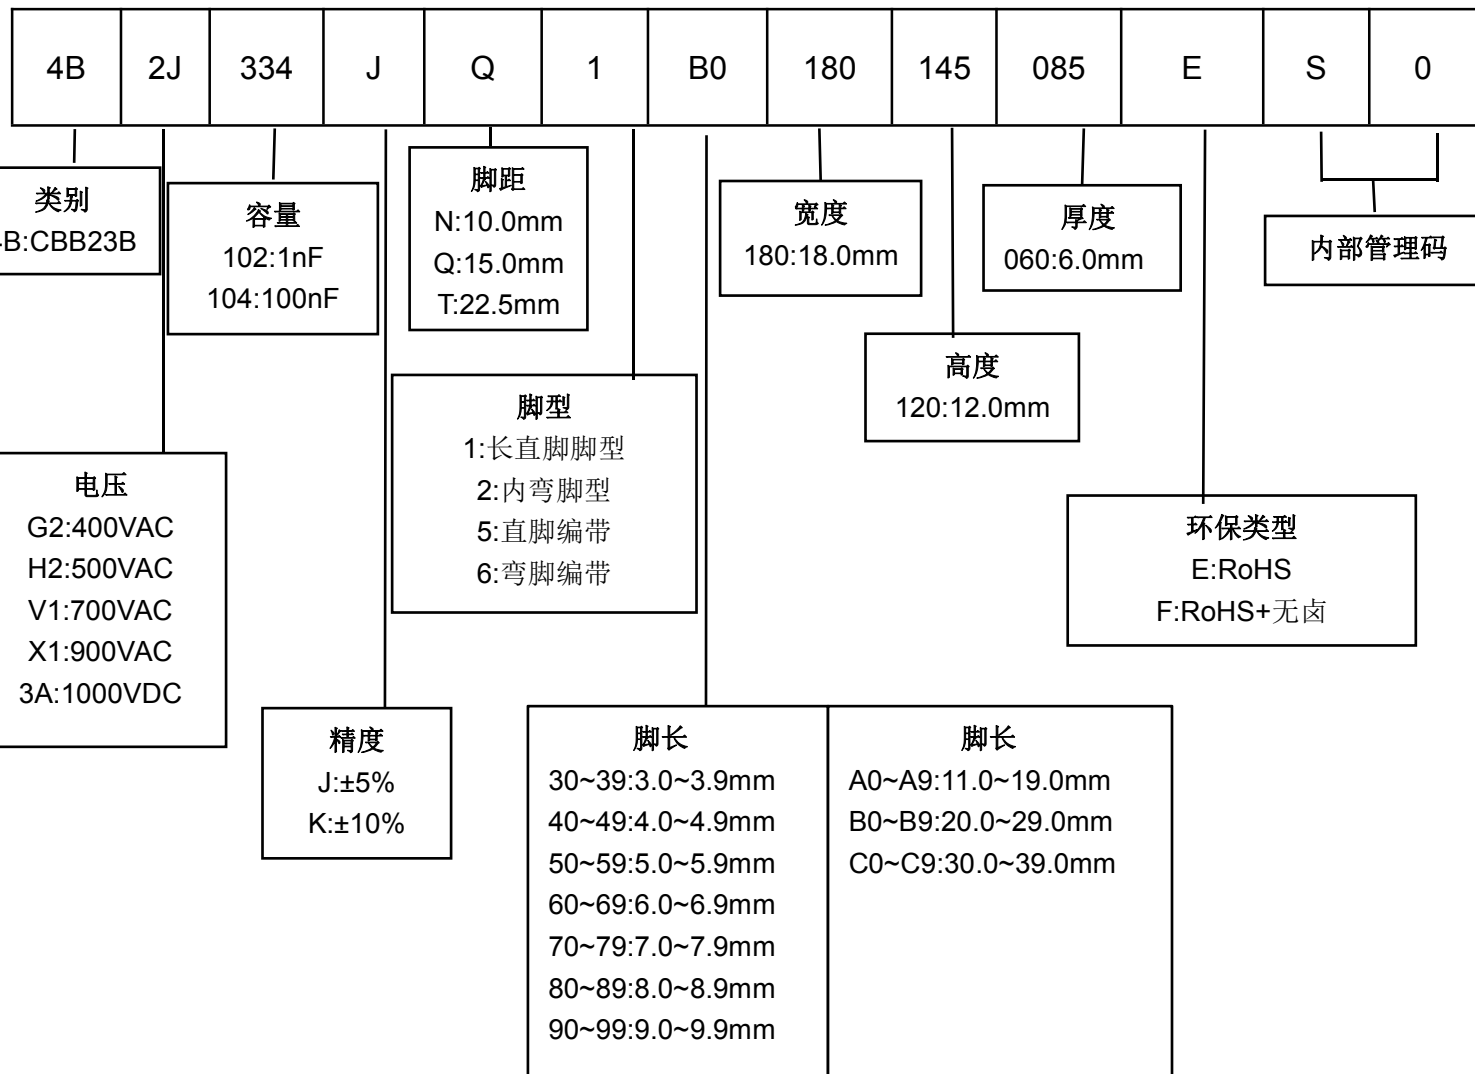 4B 2J 334 J Q 1 B0 180 145 085 E S 0
类别
B:CBB23B
容量
102:1nF
104:100nF
脚距
N:10.0mm
Q:15.0mm
T:22.5mm
宽度
180:18.0mm
厚度
060:6.0mm
内部管理码
高度
120:12.0mm
脚型
1:长直脚脚型
2:内弯脚型
5:直脚编带
6:弯脚编带
电压
G2:400VAC
H2:500VAC
V1:700VAC
X1:900VAC
3A:1000VDC
环保类型
E:RoHS
F:RoHS+无卤
精度
J:±5%
K:±10%
脚长
30~39:3.0~3.9mm
40~49:4.0~4.9mm
50~59:5.0~5.9mm
60~69:6.0~6.9mm
70~79:7.0~7.9mm
80~89:8.0~8.9mm
90~99:9.0~9.9mm
脚长
A0~A9:11.0~19.0mm
B0~B9:20.0~29.0mm
C0~C9:30.0~39.0mm